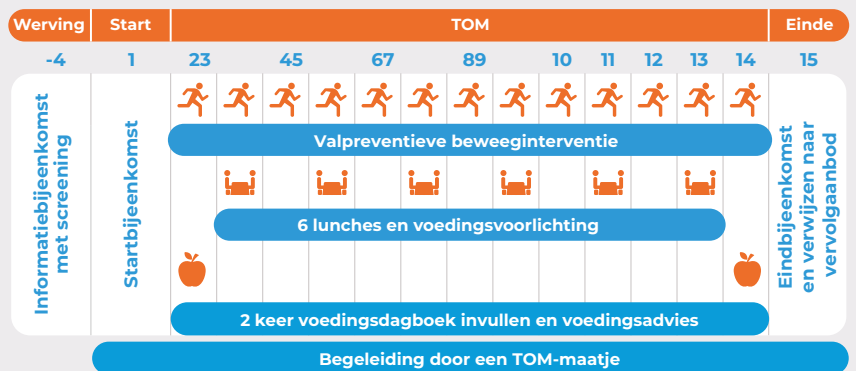 Werving Start TOM Einde
-4 1 23 45 67 89 10 11 12 13 14 15
Informatiebijeenkomst
met screening
Startbijeenkomst
Valpreventieve beweeginterventie
6 lunches en voedingsvoorlichting
2 keer voedingsdagboek invullen en voedingsadvies
Eindbijeenkomst
en verwijzen naar
vervolgaanbod
Begeleiding door een TOM-maatje